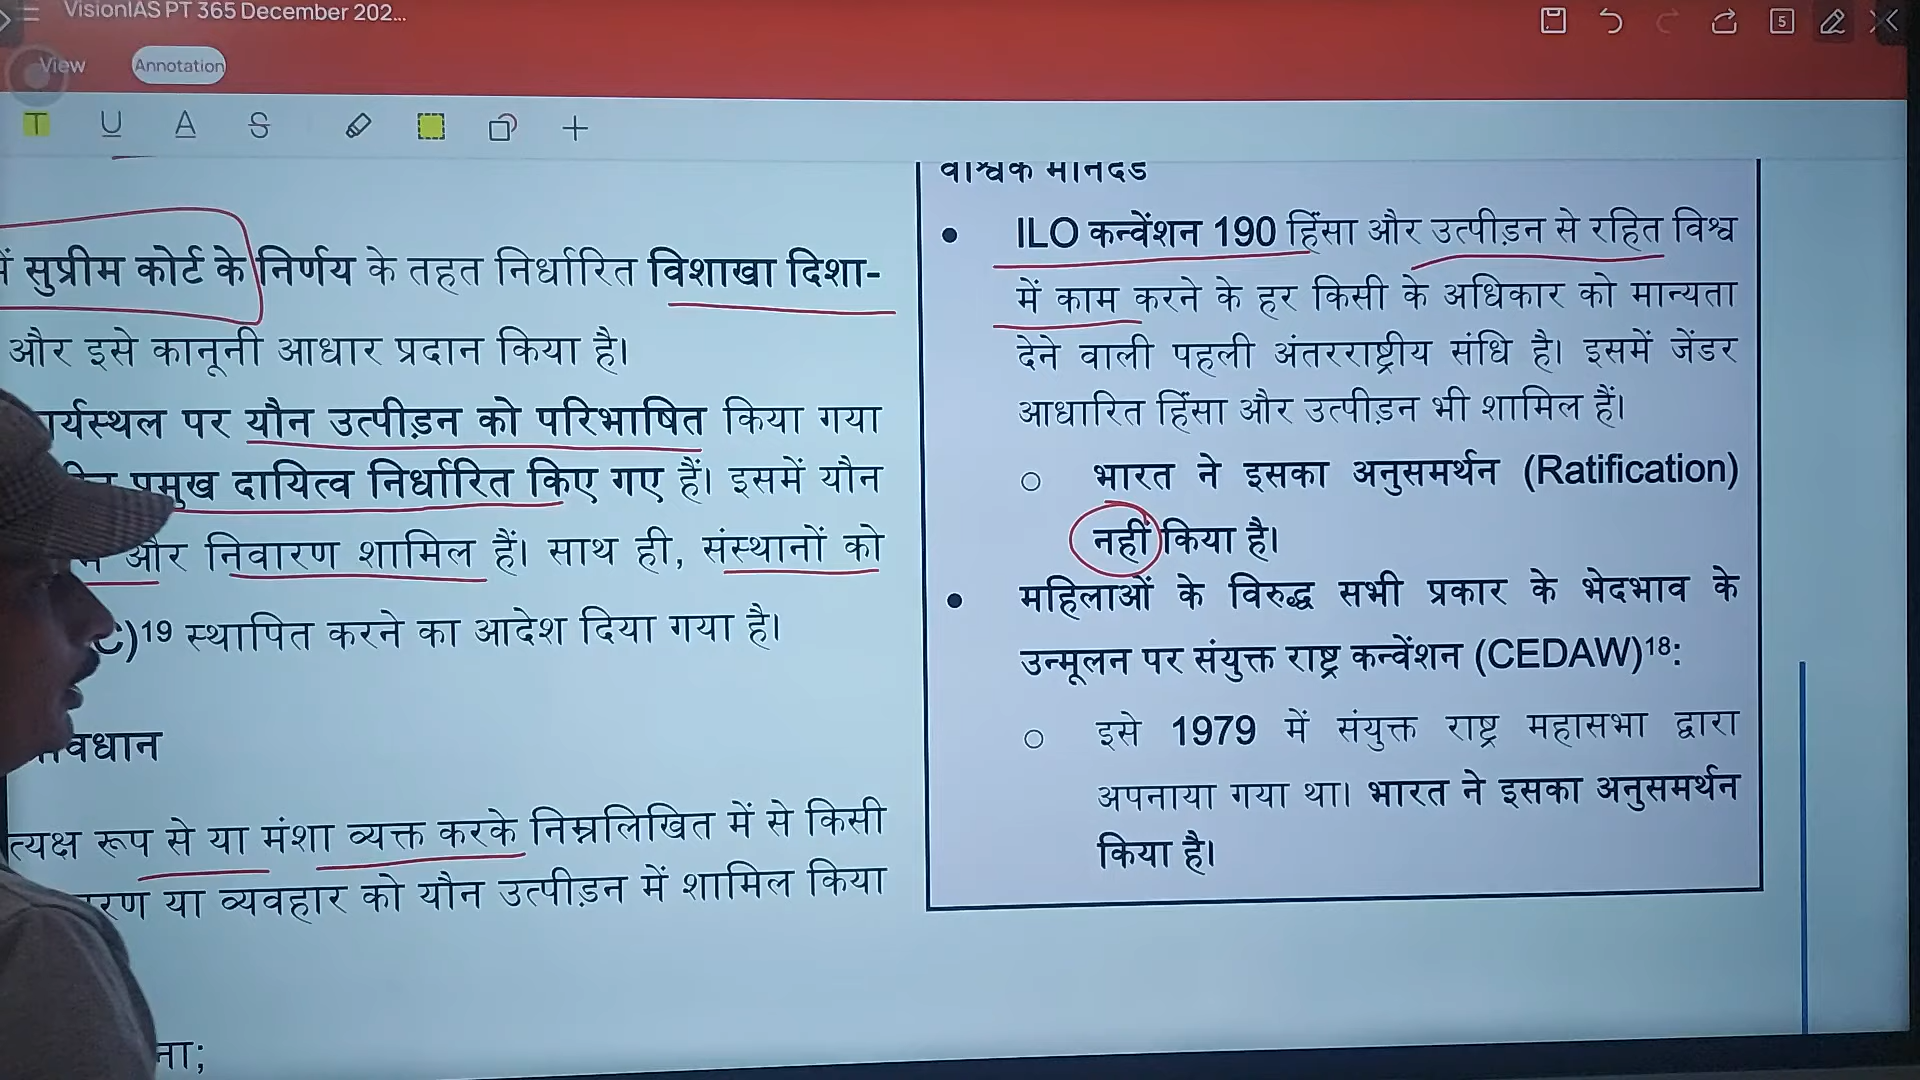 VisionIAS PT 365 December 202...
View
Annotation
T U A S
5
में सुप्रीम कोर्ट के निर्णय के तहत निर्धारित विशाखा दिशा-
और इसे कानूनी आधार प्रदान किया है।
पर यौन उत्पीड़न को परिभाषित किया गया
प्रमुख दायित्व निर्धारित किए गए हैं। इसमें यौन
और निवारण शामिल हैं। साथ ही, संस्थानों को
C)19 स्थापित करने का आदेश दिया गया है।
रूप से या मंशा व्यक्त करके निम्नलिखित में से किसी
या व्यवहार को यौन उत्पीड़न में शामिल किया
ना;
वैश्विक मानदंड
• ILO कन्वेंशन 190 हिंसा और उत्पीड़न से रहित विश्व
में काम करने के हर किसी के अधिकार को मान्यता
देने वाली पहली अंतरराष्ट्रीय संधि है। इसमें जेंडर
आधारित हिंसा और उत्पीड़न भी शामिल हैं।
○ भारत ने इसका अनुसमर्थन (Ratification)
नहीं किया है।
• महिलाओं के विरुद्ध सभी प्रकार के भेदभाव के
उन्मूलन पर संयुक्त राष्ट्र कन्वेंशन (CEDAW)18:
○ इसे 1979 में संयुक्त राष्ट्र महासभा द्वारा
अपनाया गया था। भारत ने इसका अनुसमर्थन
किया है।